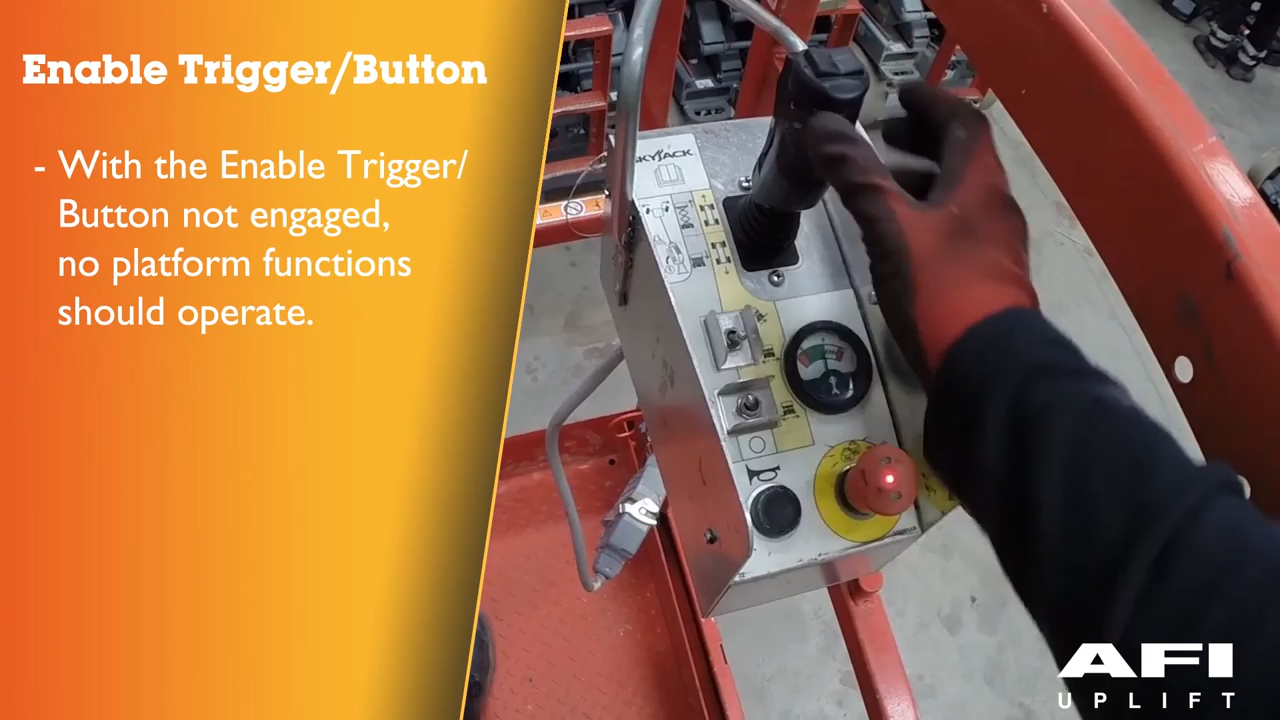 Enable Trigger/Button
- With the Enable Trigger/
Button not engaged,
no platform functions
should operate.
SKYJACK
AFI
UPLIFT